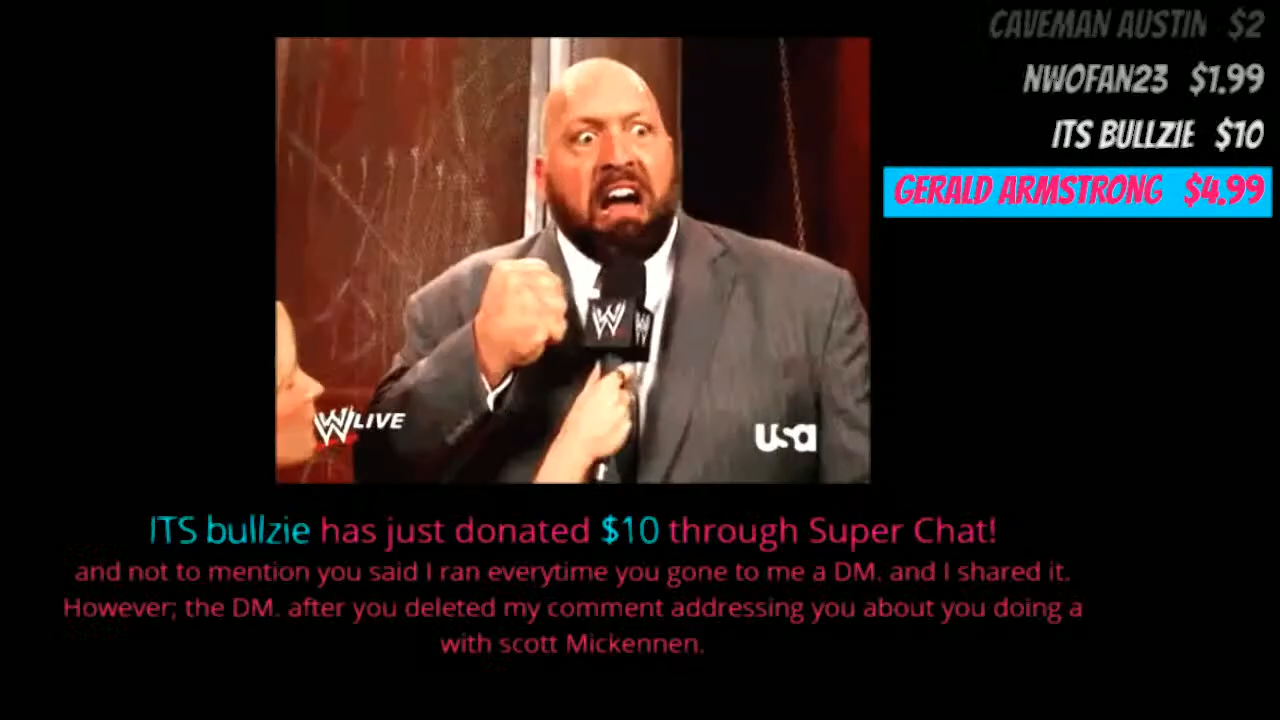 CAVEMAN AUSTIN $2
NWOFAN23 $1.99
ITS BULLZIE $10
GERALD ARMSTRONG $4.99
W
W
W LIVE
USA
ITS bullzie has just donated $10 through Super Chat!
and not to mention you said I ran everytime you gone to me a DM. and I shared it.
However; the DM. after you deleted my comment addressing you about you doing a
with scott Mickennen.